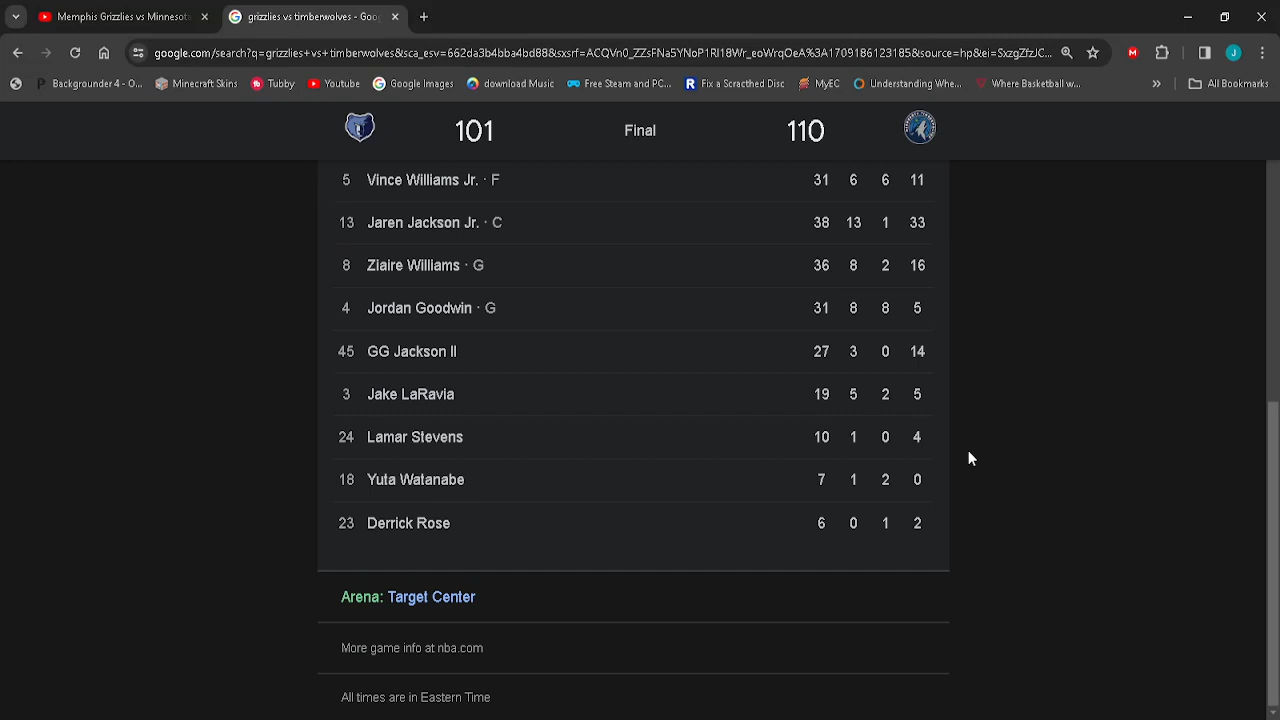 Memphis Grizzlies vs Minnesota
grizzlies vs timberwolves - Goo
google.com/search?q=grizzlies+vs+timberwolves&sca_esv=662da3b4bba4bd88&sxsrf=ACQVn0_ZZsFNa5YNoP1Rl18Wr_eoWrqOeA%3A1709186123185&source=hp&ei=SxzgZfzJC...
Backgrounder 4 - O... Minecraft Skins Tubby Youtube Google Images download Music Free Steam and PC... Fix a Scracthed Disc MyEC Understanding Whe... Where Basketball w... » All Bookmarks
101 Final 110
5 Vince Williams Jr. · F 31 6 6 11
13 Jaren Jackson Jr. · C 38 13 1 33
8 Ziaire Williams · G 36 8 2 16
4 Jordan Goodwin · G 31 8 8 5
45 GG Jackson II 27 3 0 14
3 Jake LaRavia 19 5 2 5
24 Lamar Stevens 10 1 0 4
18 Yuta Watanabe 7 1 2 0
23 Derrick Rose 6 0 1 2
Arena: Target Center
More game info at nba.com
All times are in Eastern Time